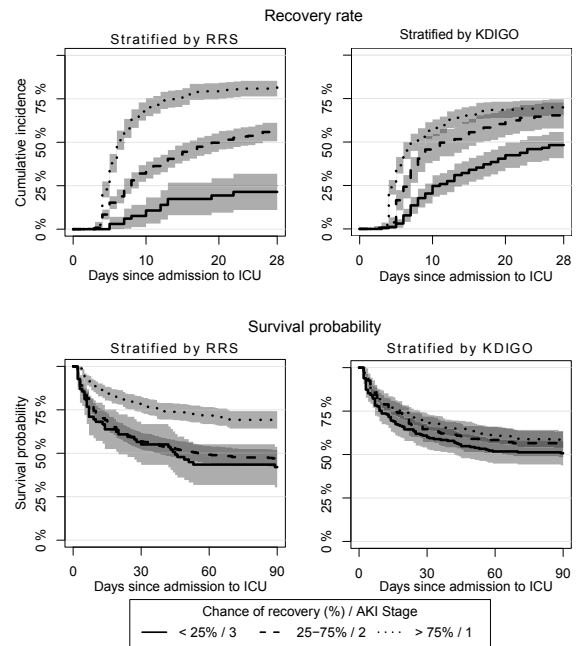 Recovery rate
Stratified by RRS
Stratified by KDIGO
Cumulative incidence
0 %
25 %
50 %
75 %
0
10
20
28
Days since admission to ICU
0 %
25 %
50 %
75 %
0
10
20
28
Days since admission to ICU
Survival probability
Stratified by RRS
Stratified by KDIGO
Survival probability
0 %
25 %
50 %
75 %
0
30
60
90
Days since admission to ICU
0 %
25 %
50 %
75 %
0
30
60
90
Days since admission to ICU
Chance of recovery (%) / AKI Stage
< 25% / 3
25−75% / 2
> 75% / 1